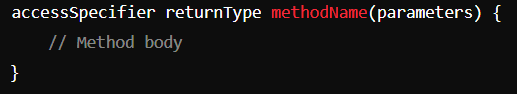 accessSpecifier returnType methodName(parameters) {
    // Method body
}